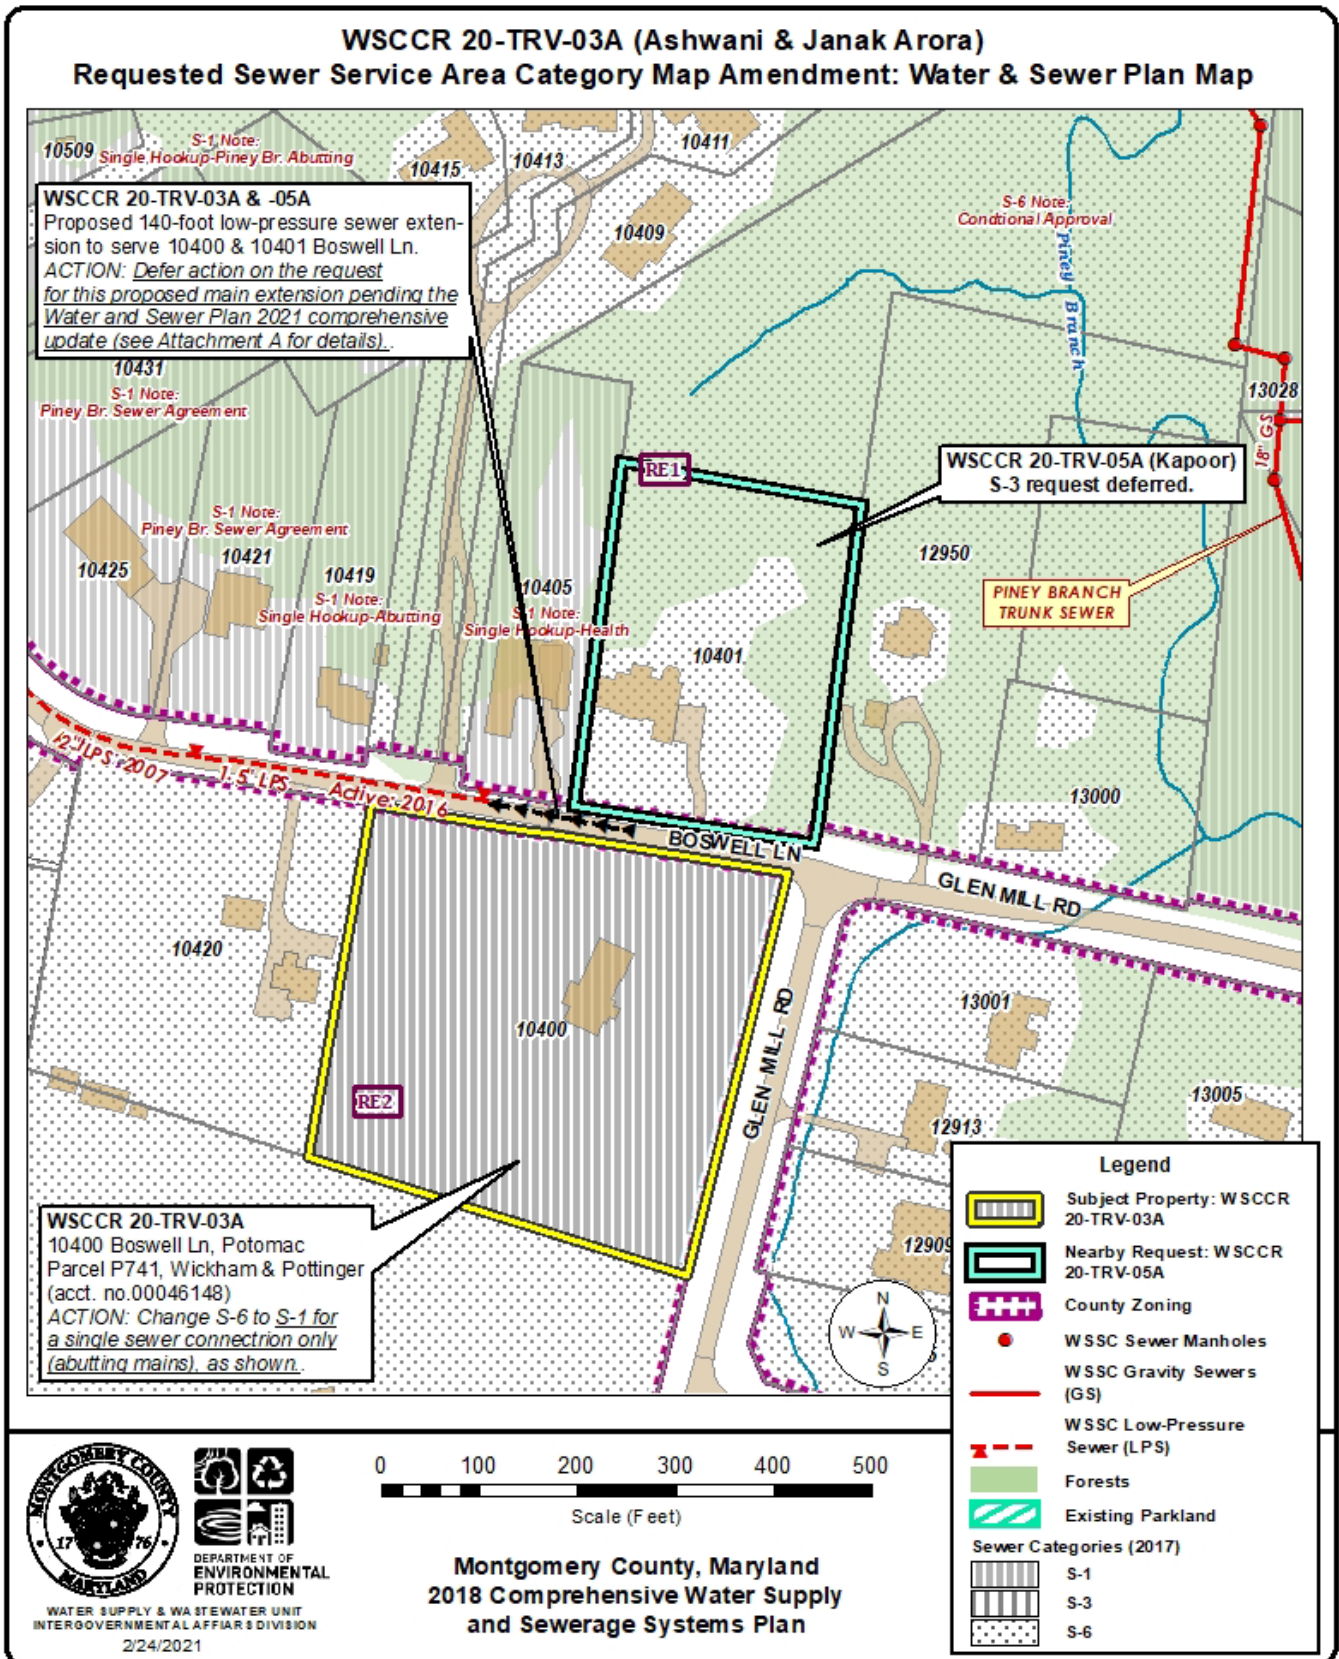 WSCCR 20-TRV-03A (Ashwani & Janak Arora)
Requested Sewer Service Area Category Map Amendment: Water & Sewer Plan Map
10509
S-1 Note:
Single Hookup-Piney Br. Abutting
10415
10413
10411
10409
S-6 Note:
Condtional Approval
Piney Branch
WSCCR 20-TRV-03A & -05A
Proposed 140-foot low-pressure sewer exten-
sion to serve 10400 & 10401 Boswell Ln.
ACTION: Defer action on the request
for this proposed main extension pending the
Water and Sewer Plan 2021 comprehensive
update (see Attachment A for details)..
10431
S-1 Note:
Piney Br. Sewer Agreement
13028
18" GS
RE1
WSCCR 20-TRV-05A (Kapoor)
S-3 request deferred.
S-1 Note:
Piney Br. Sewer Agreement
10425
10421
10419
S-1 Note:
Single Hookup-Abutting
10405
S-1 Note:
Single Hookup-Health
12950
PINEY BRANCH
TRUNK SEWER
10401
2" LPS: 2007
1.5" LPS
Active: 2016
13000
BOSWELL LN
GLEN MILL RD
10420
10400
GLEN MILL RD
13001
RE2
13005
12913
12909
WSCCR 20-TRV-03A
10400 Boswell Ln, Potomac
Parcel P741, Wickham & Pottinger
(acct. no.00046148)
ACTION: Change S-6 to S-1 for
a single sewer connectrion only
(abutting mains), as shown..
N
W E
S
Legend
Subject Property: WSCCR
20-TRV-03A
Nearby Request: WSCCR
20-TRV-05A
County Zoning
WSSC Sewer Manholes
WSSC Gravity Sewers
(GS)
WSSC Low-Pressure
Sewer (LPS)
Forests
Existing Parkland
Sewer Categories (2017)
S-1
S-3
S-6
MONTGOMERY COUNTY
17 76
MARYLAND
DEPARTMENT OF
ENVIRONMENTAL
PROTECTION
WATER SUPPLY & WASTEWATER UNIT
INTERGOVERNMENTAL AFFIARS DIVISION
2/24/2021
0 100 200 300 400 500
Scale (Feet)
Montgomery County, Maryland
2018 Comprehensive Water Supply
and Sewerage Systems Plan